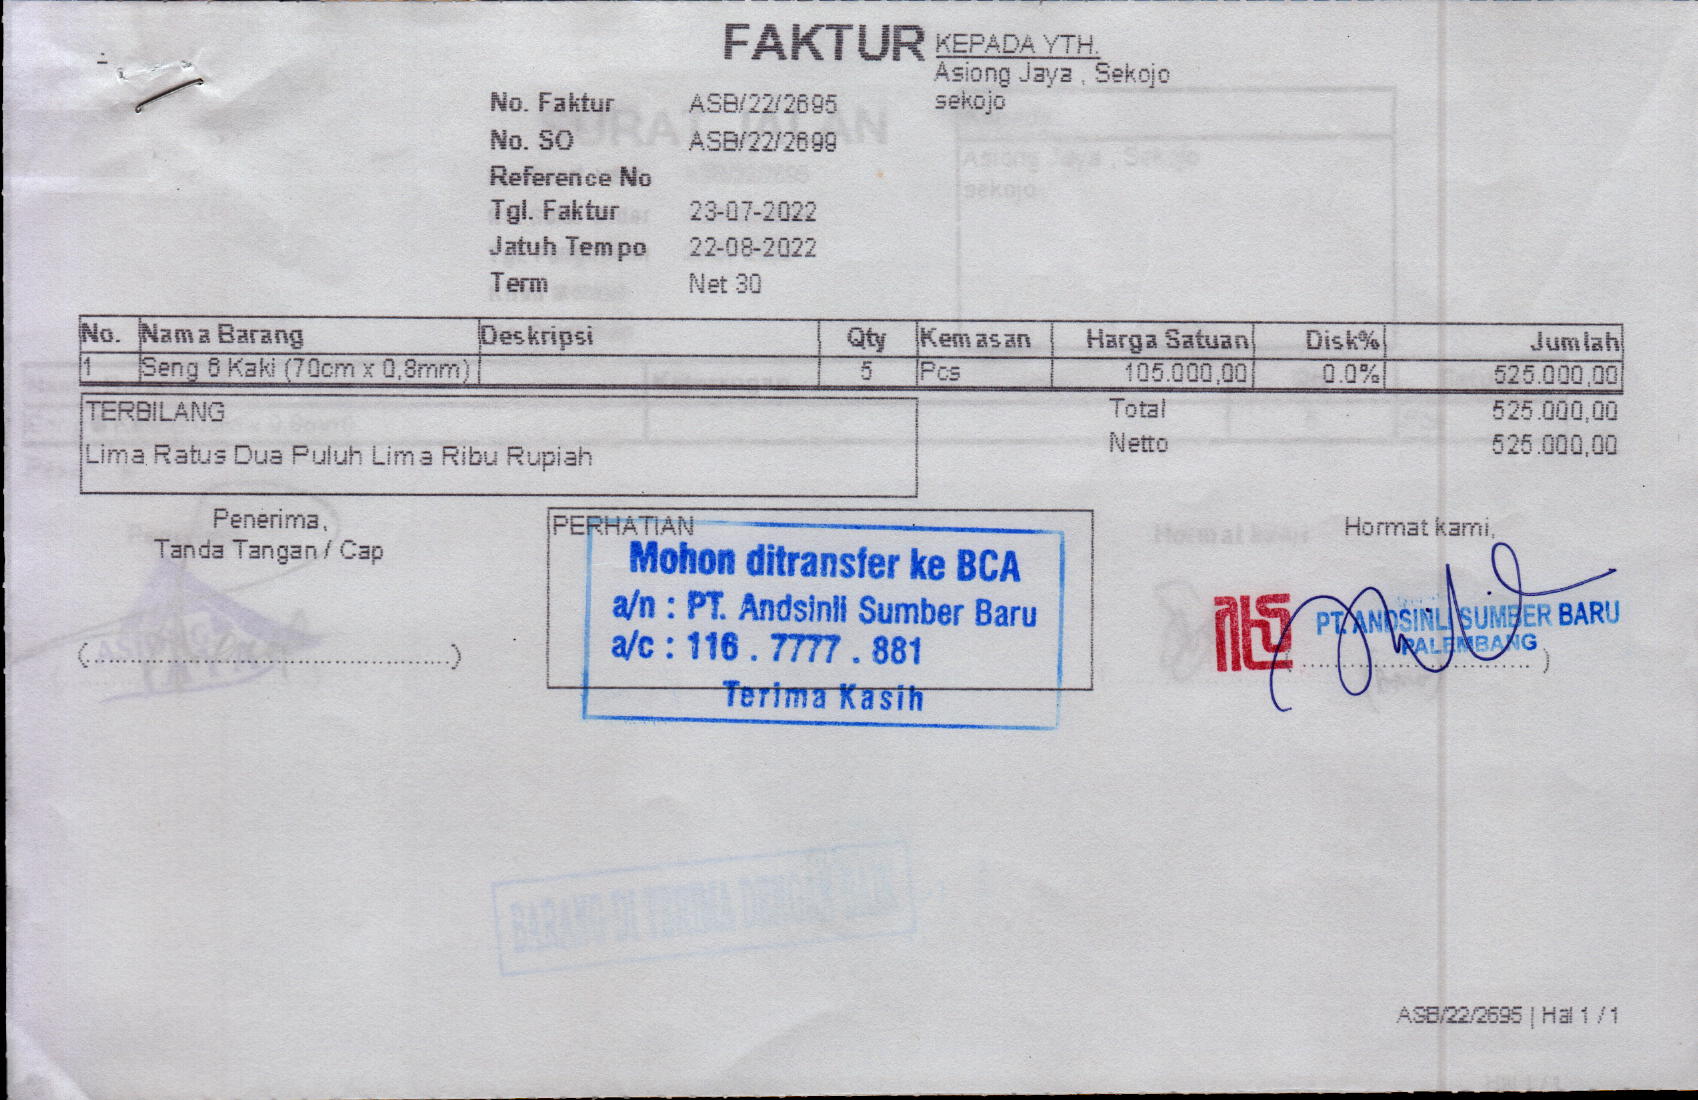 FAKTUR
KEPADA YTH.
Asiong Jaya , Sekojo
sekojo
No. Faktur ASB/22/2695
No. SO ASB/22/2699
Reference No
Tgl. Faktur 23-07-2022
Jatuh Tempo 22-08-2022
Term Net 30
No. Nama Barang Deskripsi Qty Kemasan Harga Satuan Disk% Jumlah
1 Seng 6 Kaki (70cm x 0,8mm) 5 Pcs 105.000,00 0.0% 525.000,00
TERBILANG
Lima Ratus Dua Puluh Lima Ribu Rupiah
Total 525.000,00
Netto 525.000,00
Penerima,
Tanda Tangan / Cap
PERHATIAN
Mohon ditransfer ke BCA
a/n : PT. Andsinli Sumber Baru
a/c : 116 . 7777 . 881
Terima Kasih
Hormat kami,
PT. ANDSINLI SUMBER BARU
PALEMBANG
BARANG DI TERIMA DENGAN BAIK
ASB/22/2695 | Hal 1 / 1